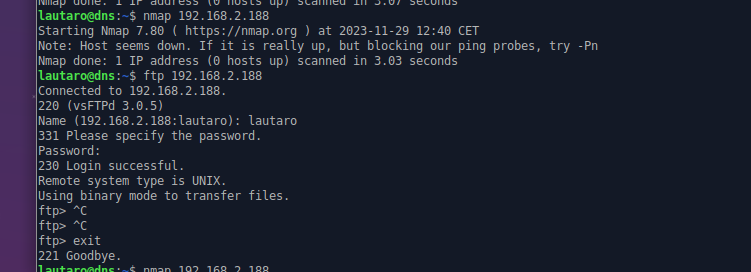 Nmap done: 1 IP address (0 hosts up) scanned in 3.07 seconds
lautaro@dns:~$ nmap 192.168.2.188
Starting Nmap 7.80 ( https://nmap.org ) at 2023-11-29 12:40 CET
Note: Host seems down. If it is really up, but blocking our ping probes, try -Pn
Nmap done: 1 IP address (0 hosts up) scanned in 3.03 seconds
lautaro@dns:~$ ftp 192.168.2.188
Connected to 192.168.2.188.
220 (vsFTPd 3.0.5)
Name (192.168.2.188:lautaro): lautaro
331 Please specify the password.
Password:
230 Login successful.
Remote system type is UNIX.
Using binary mode to transfer files.
ftp> ^C
ftp> ^C
ftp> exit
221 Goodbye.
lautaro@dns:~$ nmap 192.168.2.188